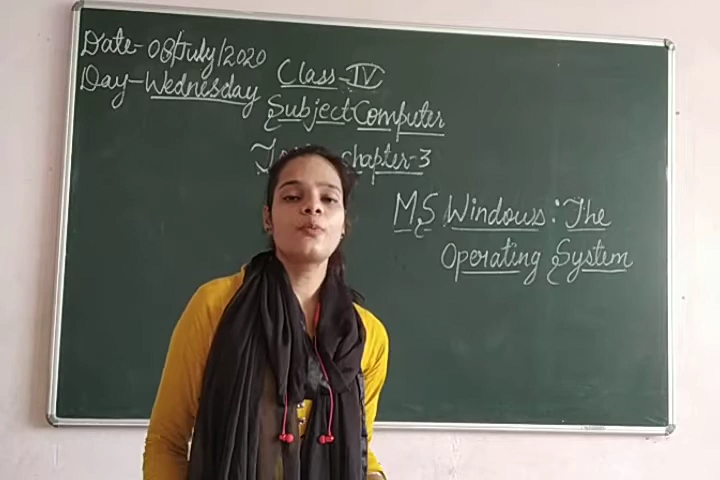 Date- 08/July/2020
Day-Wednesday
Class-IV
Subject Computer
chapter-3
MS Windows: The
Operating System